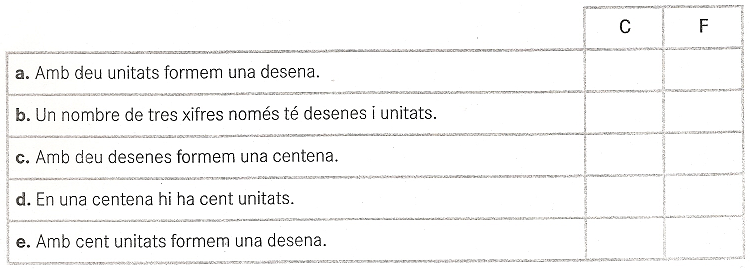 C F
a. Amb deu unitats formem una desena.
b. Un nombre de tres xifres només té desenes i unitats.
c. Amb deu desenes formem una centena.
d. En una centena hi ha cent unitats.
e. Amb cent unitats formem una desena.